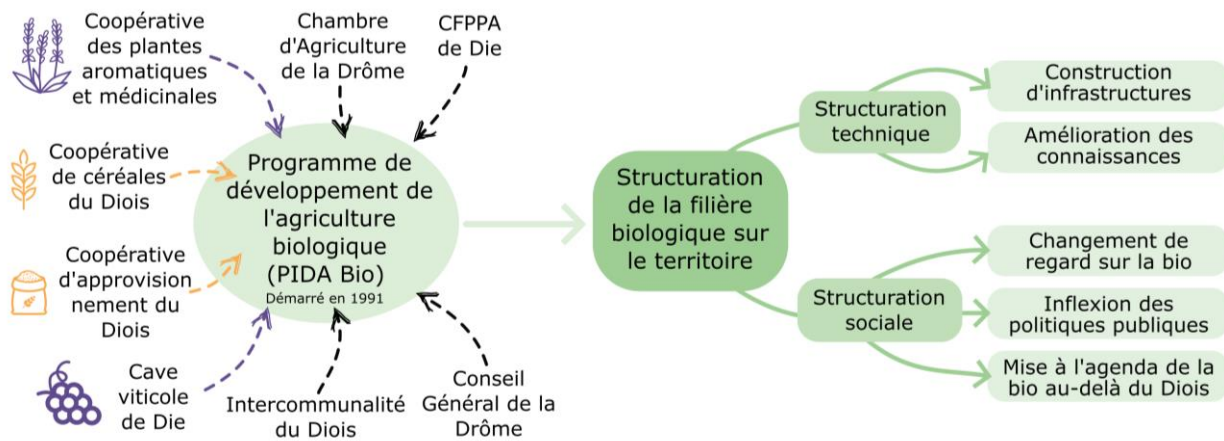 Coopérative
des plantes
aromatiques
et médicinales
Chambre
d'Agriculture
de la Drôme
CFPPA
de Die
Coopérative
de céréales
du Diois
Coopérative
d'approvision
nement du
Diois
Cave
viticole
de Die
Intercommunalité
du Diois
Conseil
Général de la
Drôme
Programme de
développement de
l'agriculture
biologique
(PIDA Bio)
Démarré en 1991
Structuration
de la filière
biologique sur
le territoire
Structuration
technique
Construction
d'infrastructures
Amélioration des
connaissances
Structuration
sociale
Changement de
regard sur la bio
Inflexion des
politiques publiques
Mise à l'agenda de la
bio au-delà du Diois